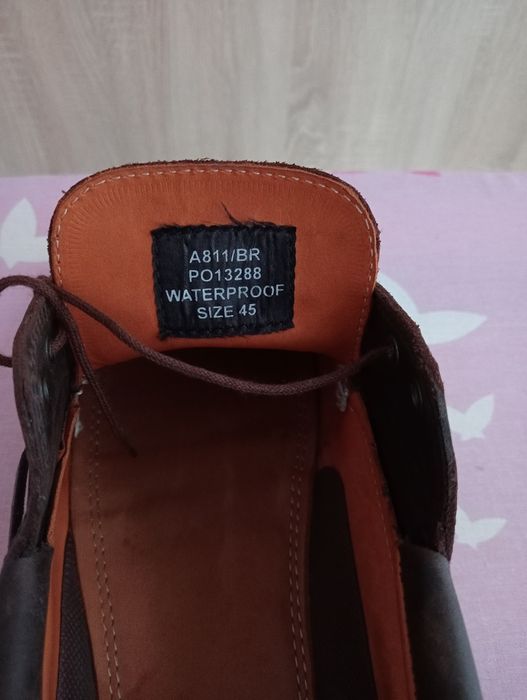 A811/BR
PO13288
WATERPROOF
SIZE 45